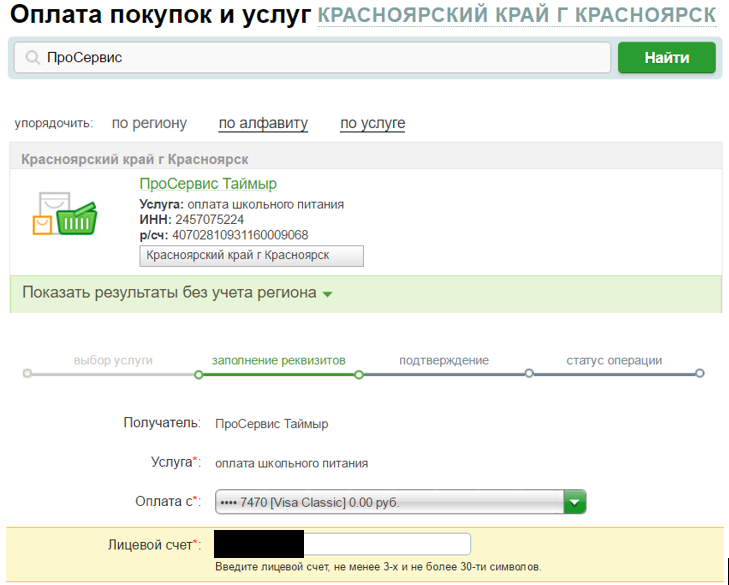 Оплата покупок и услуг КРАСНОЯРСКИЙ КРАЙ Г КРАСНОЯРСК
ПроСервис Найти
упорядочить: по региону по алфавиту по услуге
Красноярский край г Красноярск
ПроСервис Таймыр
Услуга: оплата школьного питания
ИНН: 2457075224
р/сч: 40702810931160009068
Красноярский край г Красноярск
Показать результаты без учета региона
выбор услуги заполнение реквизитов подтверждение статус операции
Получатель: ПроСервис Таймыр
Услуга*: оплата школьного питания
Оплата с*: •••• 7470 [Visa Classic] 0.00 руб.
Лицевой счет*:
Введите лицевой счет, не менее 3-х и не более 30-ти символов.